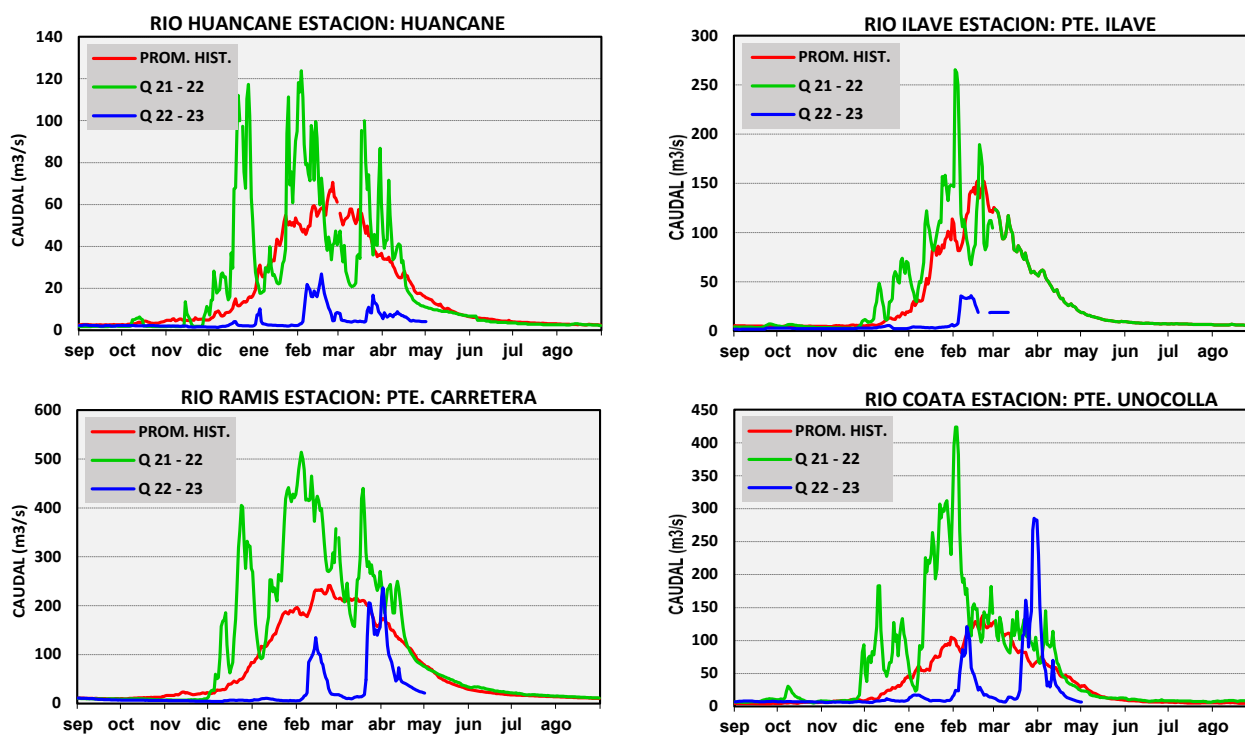 RIO HUANCANE ESTACION: HUANCANE
CAUDAL (m3/s)
140
120
100
80
60
40
20
0
PROM. HIST.
Q 21 - 22
Q 22 - 23
sep oct nov dic ene feb mar abr may jun jul ago
RIO ILAVE ESTACION: PTE. ILAVE
CAUDAL (m3/s)
300
250
200
150
100
50
0
PROM. HIST.
Q 21 - 22
Q 22 - 23
sep oct nov dic ene feb mar abr may jun jul ago
RIO RAMIS ESTACION: PTE. CARRETERA
CAUDAL (m3/s)
600
500
400
300
200
100
0
PROM. HIST.
Q 21 - 22
Q 22 - 23
sep oct nov dic ene feb mar abr may jun jul ago
RIO COATA ESTACION: PTE. UNOCOLLA
CAUDAL (m3/s)
450
400
350
300
250
200
150
100
50
0
PROM. HIST.
Q 21 - 22
Q 22 - 23
sep oct nov dic ene feb mar abr may jun jul ago